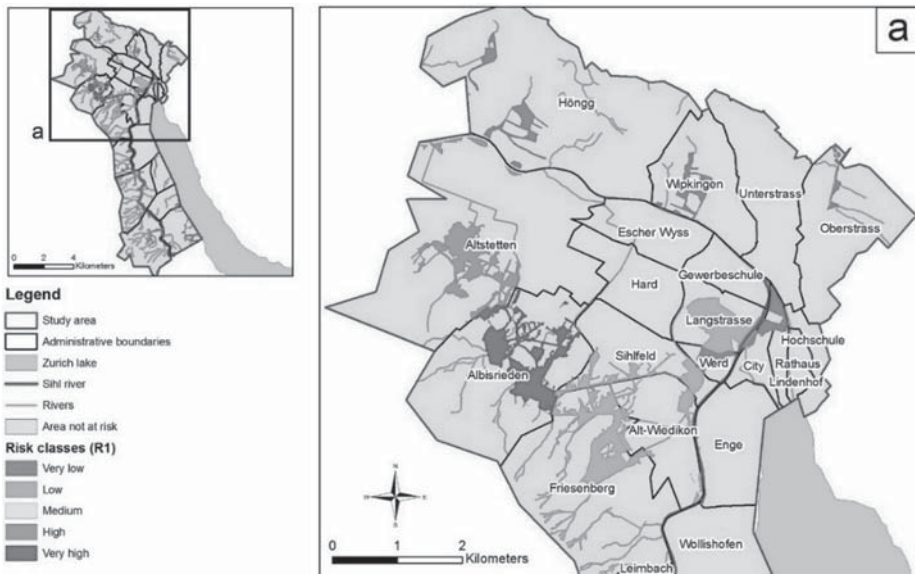 a
0 2 4
Kilometers
Legend
Study area
Administrative boundaries
Zurich lake
Sihl river
Rivers
Area not at risk
Risk classes (R1)
Very low
Low
Medium
High
Very high
a
Höngg
Wipkingen
Unterstrass
Oberstrass
Escher Wyss
Altstetten
Hard
Gewerbeschule
Langstrasse
Hochschule
Sihlfeld
Werd
City
Rathaus
Lindenhof
Albisrieden
Alt-Wiedikon
Enge
Friesenberg
N
W E
S
Wollishofen
Leimbach
0 1 2
Kilometers